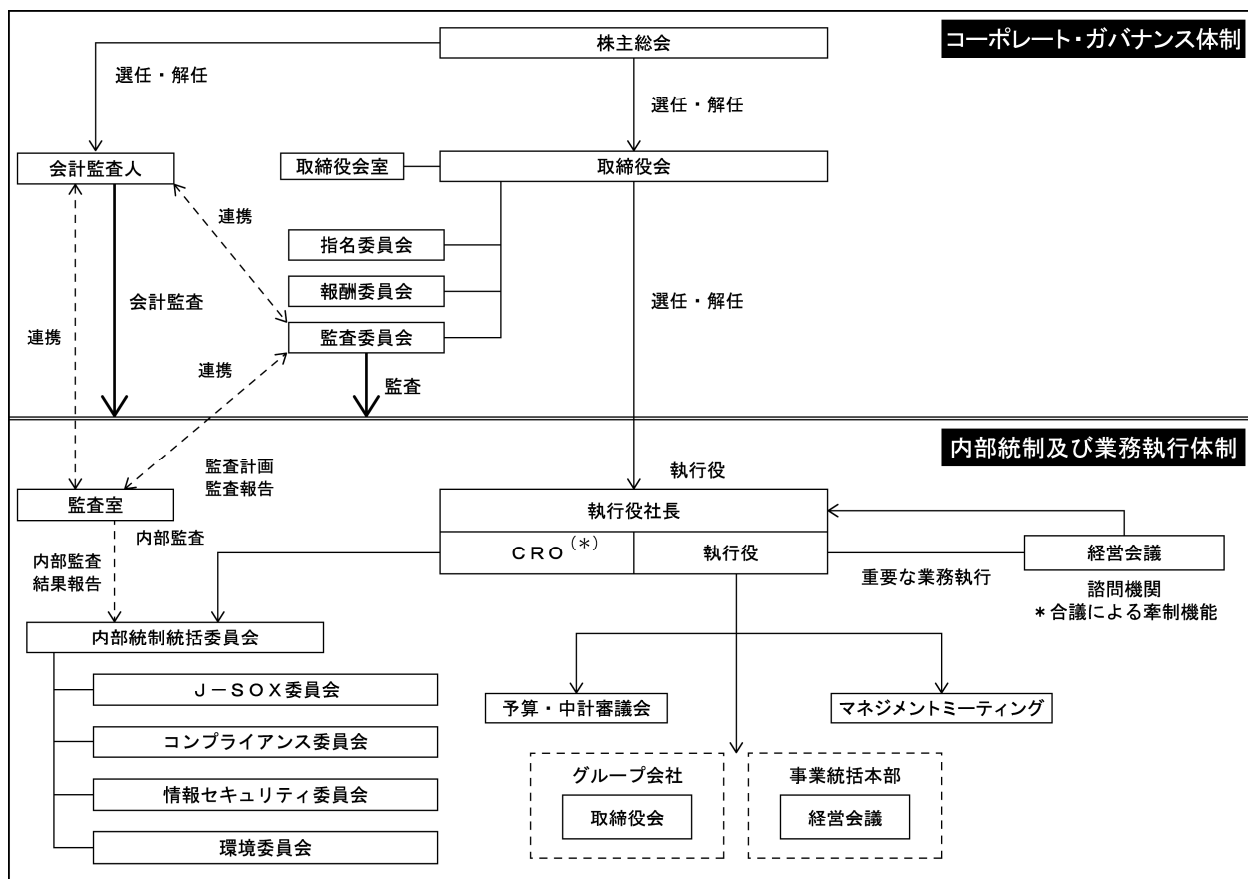 コーポレート・ガバナンス体制
株主総会
選任・解任
選任・解任
会計監査人
取締役会室
取締役会
連携
指名委員会
報酬委員会
会計監査
選任・解任
監査委員会
連携
連携
監査
内部統制及び業務執行体制
監査計画
監査報告
執行役
監査室
執行役社長
内部監査
CRO(*)
執行役
経営会議
内部監査
結果報告
重要な業務執行
諮問機関
*合議による牽制機能
内部統制統括委員会
J-SOX委員会
予算・中計審議会
マネジメントミーティング
コンプライアンス委員会
グループ会社
事業統括本部
情報セキュリティ委員会
取締役会
経営会議
環境委員会